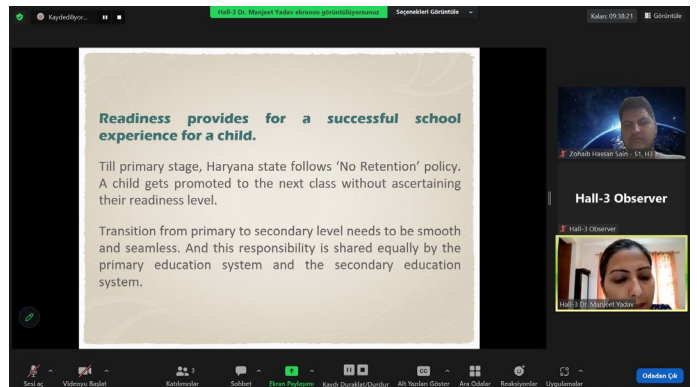 Kaydediliyor...
Hall-3 Dr. Manjeet Yadav ekranını görüntülüyorsunuz
Seçenekleri Görüntüle
Kalan: 09:38:21
Görüntüle
Readiness provides for a successful school
experience for a child.
Till primary stage, Haryana state follows ‘No Retention’ policy.
A child gets promoted to the next class without ascertaining
their readiness level.
Transition from primary to secondary level needs to be smooth
and seamless. And this responsibility is shared equally by the
primary education system and the secondary education
system.
Zohaib Hassan Sain - S1, H3
Hall-3 Observer
Hall-3 Observer
Hall-3 Dr. Manjeet Yadav
Sesi aç
Videoyu Başlat
3
Katılımcılar
Sohbet
Ekran Paylaşımı
Kaydı Duraklat/Durdur
CC
Alt Yazıları Göster
Ara Odalar
Reaksiyonlar
Uygulamalar
Odadan Çık